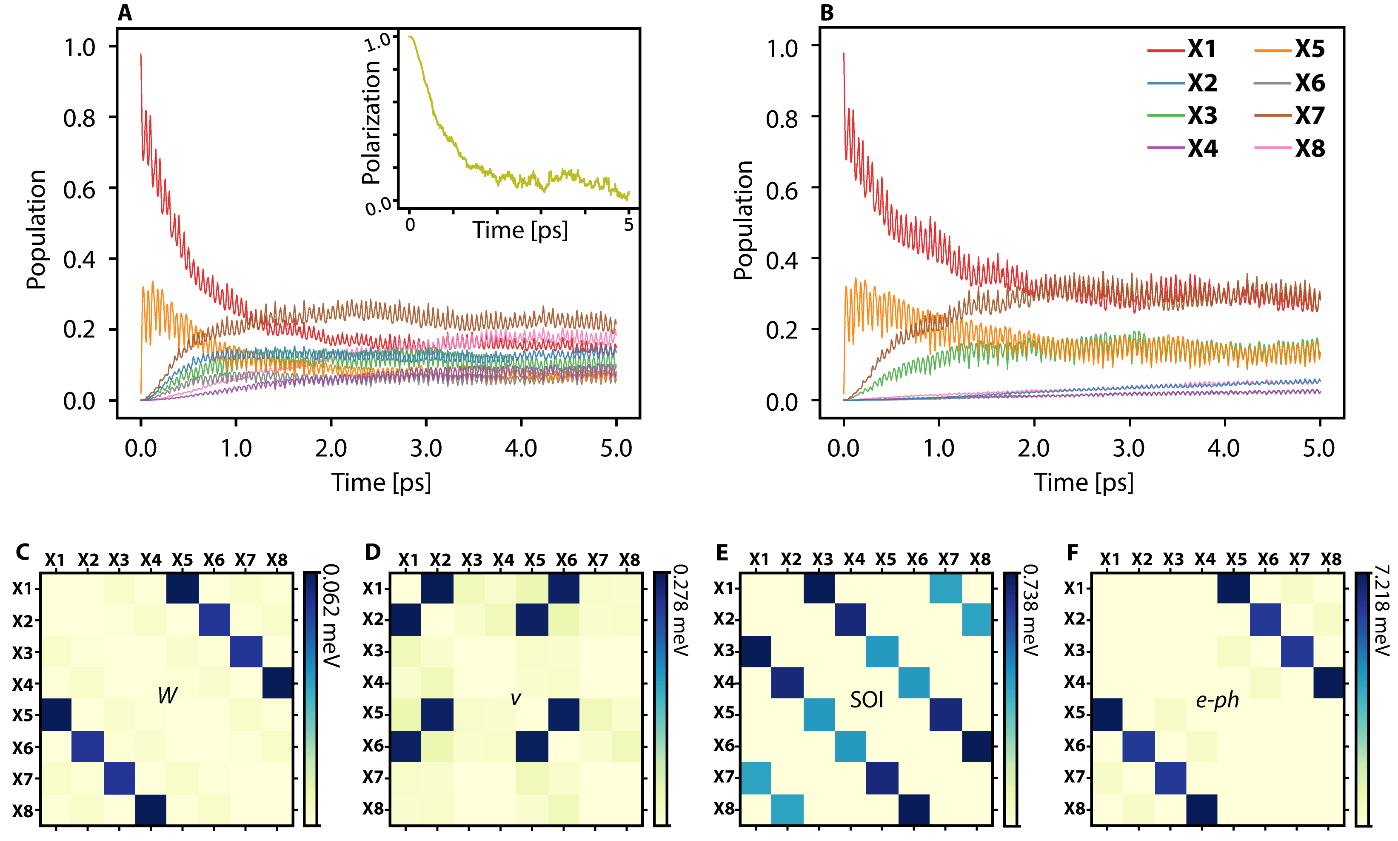 A
Population
1.0
0.8
0.6
0.4
0.2
0.0
0.0 1.0 2.0 3.0 4.0 5.0
Time [ps]
Polarization
1.0
0.0
0 5
Time [ps]
B
Population
1.0
0.8
0.6
0.4
0.2
0.0
0.0 1.0 2.0 3.0 4.0 5.0
Time [ps]
X1 X5
X2 X6
X3 X7
X4 X8
C
X1 X2 X3 X4 X5 X6 X7 X8
X1
X2
X3
X4
X5
X6
X7
X8
W
0.062 meV
D
X1 X2 X3 X4 X5 X6 X7 X8
X1
X2
X3
X4
X5
X6
X7
X8
v
0.278 meV
E
X1 X2 X3 X4 X5 X6 X7 X8
X1
X2
X3
X4
X5
X6
X7
X8
SOI
0.738 meV
F
X1 X2 X3 X4 X5 X6 X7 X8
X1
X2
X3
X4
X5
X6
X7
X8
e-ph
7.218 meV